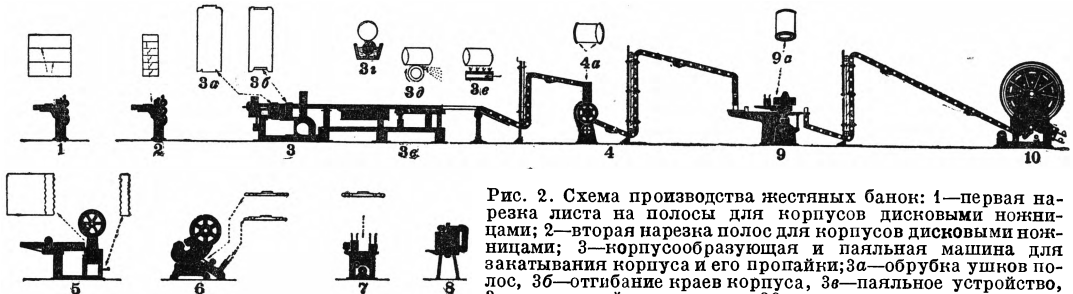 3а
3б
3г
3д
3е
4а
9а
1
2
3
3в
4
9
10
5
6
7
8
Рис. 2. Схема производства жестяных банок: 1—первая на-
резка листа на полосы для корпусов дисковыми ножни-
цами; 2—вторая нарезка полос для корпусов дисковыми нож-
ницами; 3—корпусообразующая и паяльная машина для
закатывания корпуса и его пропайки; 3а—обрубка ушков по-
лос, 3б—отгибание краев корпуса, 3в—паяльное устройство,